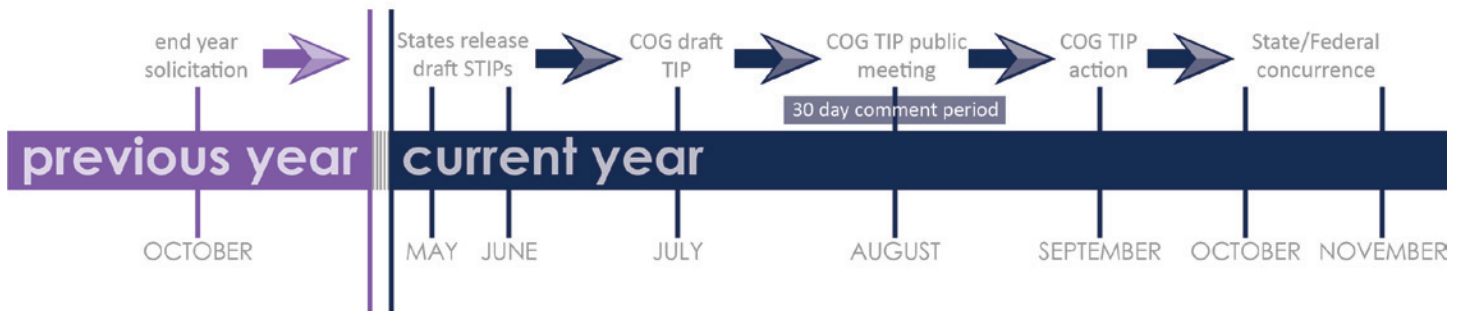 end year
solicitation
States release
draft STIPs
COG draft
TIP
COG TIP public
meeting
COG TIP
action
State/Federal
concurrence
30 day comment period
previous year
current year
OCTOBER
MAY
JUNE
JULY
AUGUST
SEPTEMBER
OCTOBER
NOVEMBER